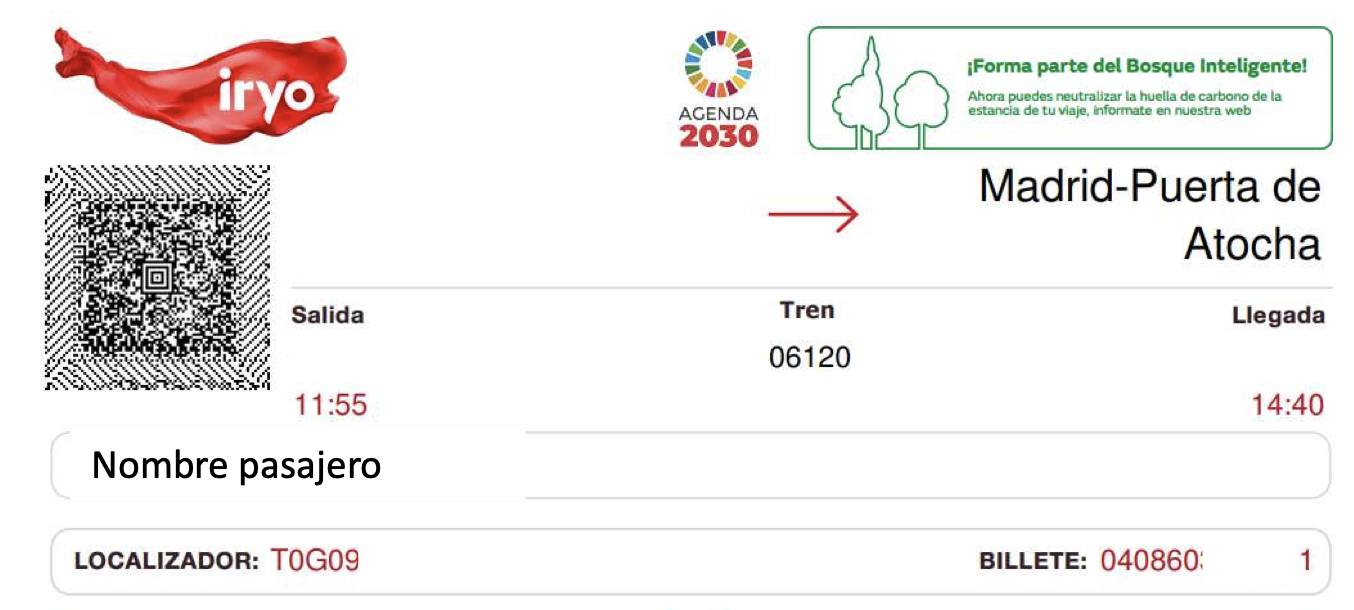 iryo
AGENDA
2030
¡Forma parte del Bosque Inteligente!
Ahora puedes neutralizar la huella de carbono de la
estancia de tu viaje, informate en nuestra web
Madrid-Puerta de
Atocha
Salida
Tren
Llegada
06120
11:55
14:40
Nombre pasajero
LOCALIZADOR: T0G09
BILLETE: 040860 1